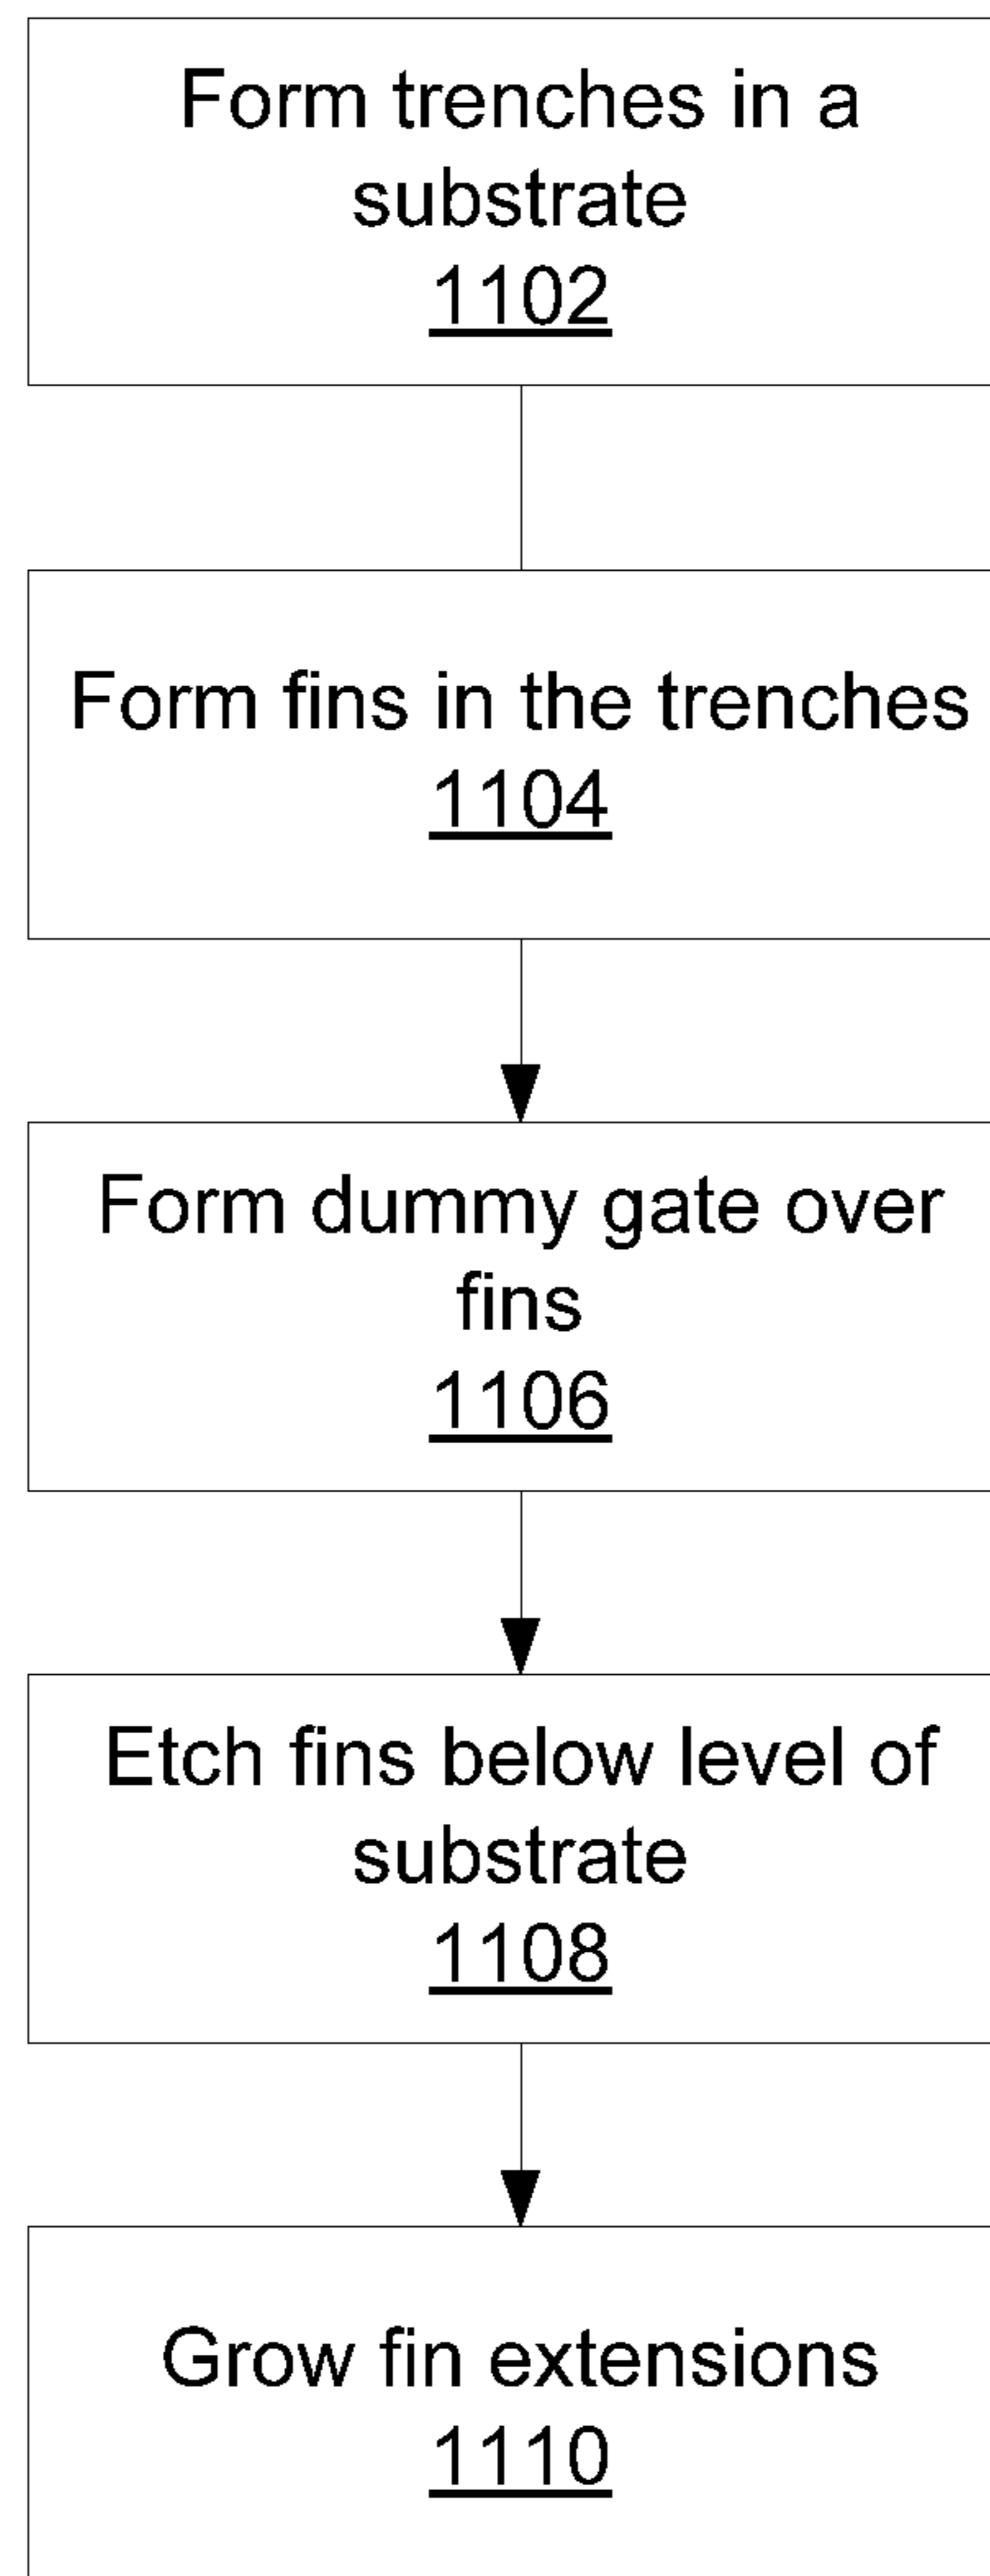 Form trenches in a
substrate
1102
Form fins in the trenches
1104
Form dummy gate over
fins
1106
Etch fins below level of
substrate
1108
Grow fin extensions
1110